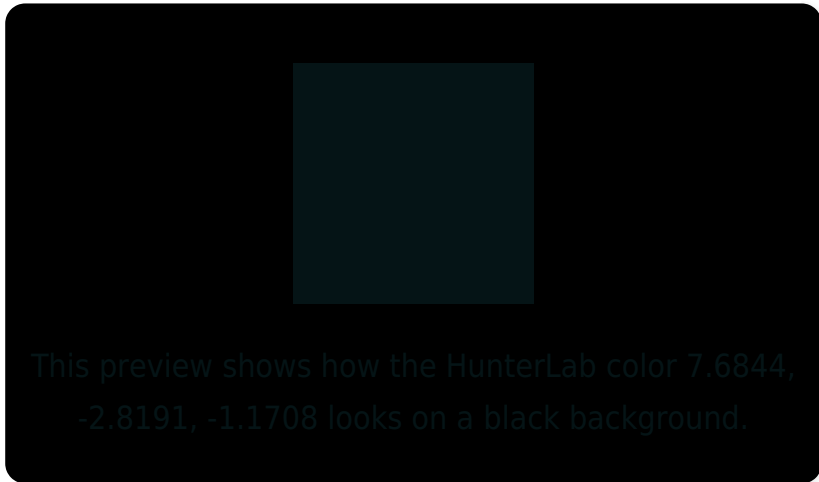 This preview shows how the HunterLab color 7.6844,
-2.8191, -1.1708 looks on a black background.